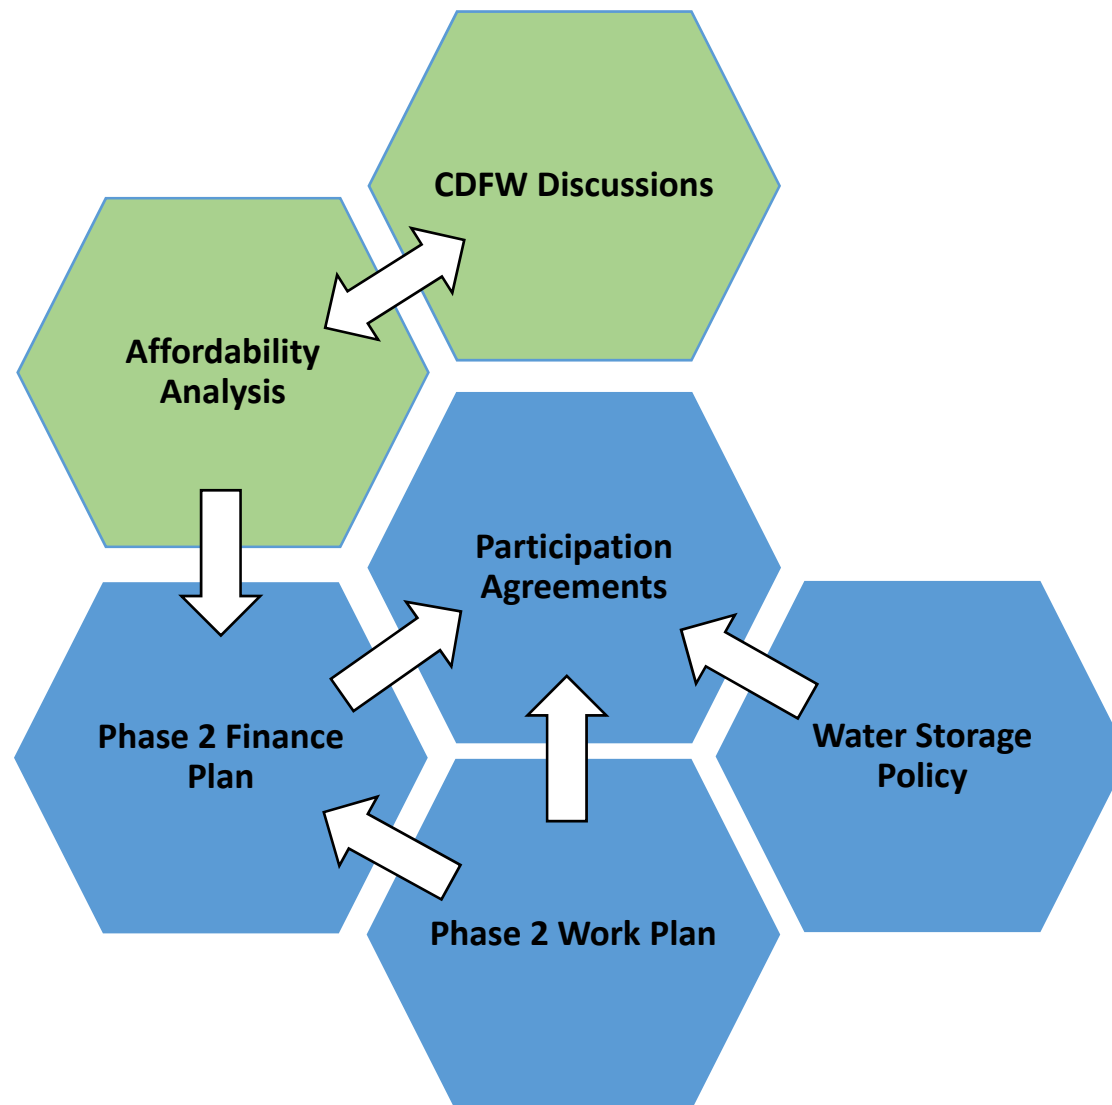 CDFW Discussions
Affordability
Analysis
Participation
Agreements
Phase 2 Finance
Plan
Water Storage
Policy
Phase 2 Work Plan